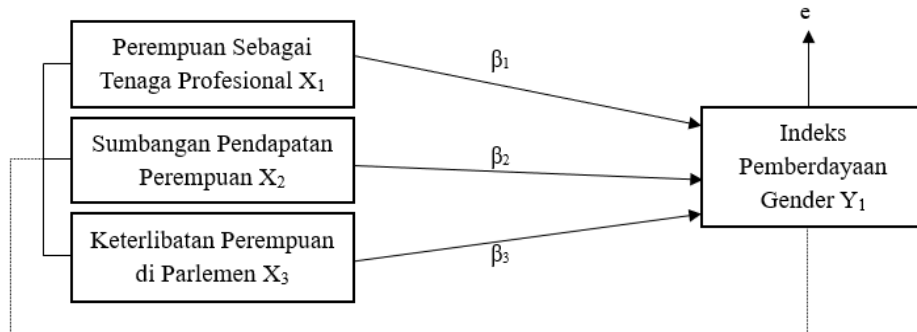 e
Perempuan Sebagai
Tenaga Profesional X₁
β₁
Sumbangan Pendapatan
Perempuan X₂
β₂
Indeks
Pemberdayaan
Gender Y₁
Keterlibatan Perempuan
di Parlemen X₃
β₃